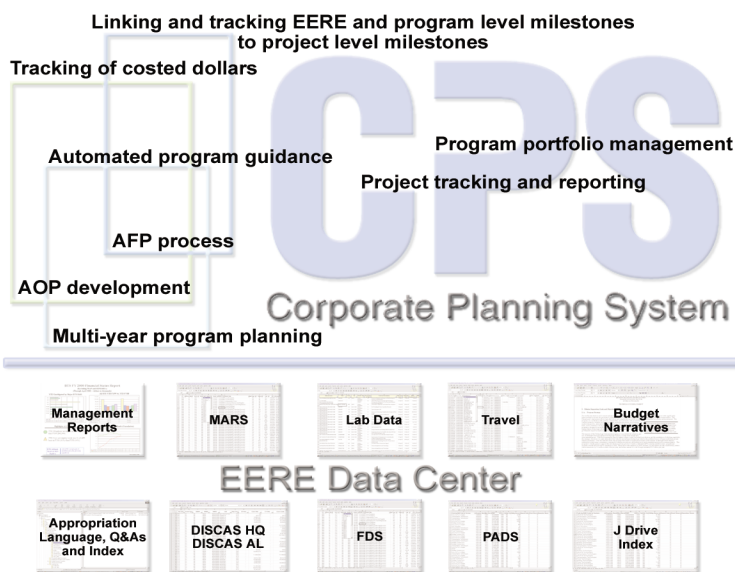 Linking and tracking EERE and program level milestones
to project level milestones
Tracking of costed dollars
CPS
Program portfolio management
Automated program guidance
Project tracking and reporting
AFP process
AOP development
Corporate Planning System
Multi-year program planning
Management
Reports
MARS
Lab Data
Travel
Budget
Narratives
EERE Data Center
Appropriation
Language, Q&As
and Index
DISCAS HQ
DISCAS AL
FDS
PADS
J Drive
Index